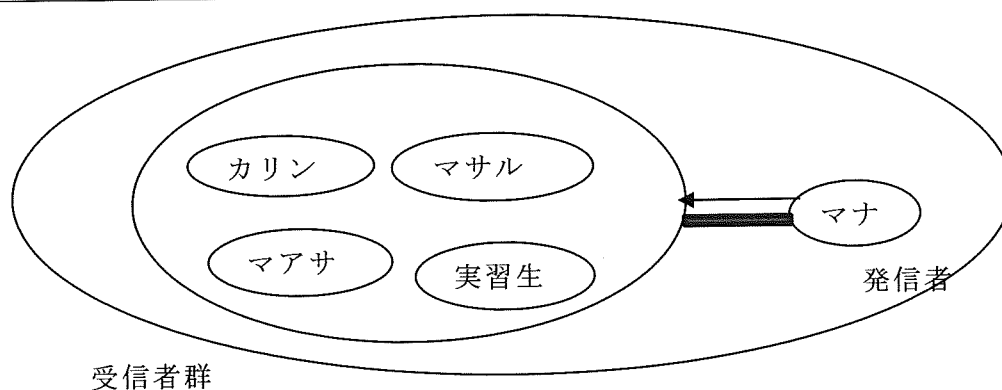 カリン
マサル
マナ
マアサ
実習生
発信者
受信者群